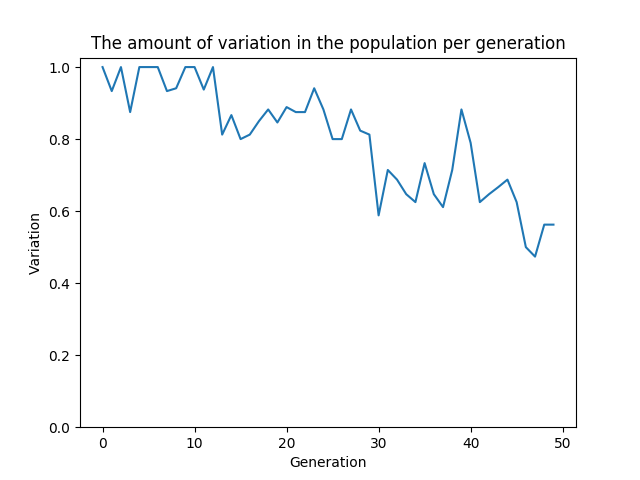 The amount of variation in the population per generation
1.0
0.8
0.6
0.4
0.2
0.0
Variation
0 10 20 30 40 50
Generation